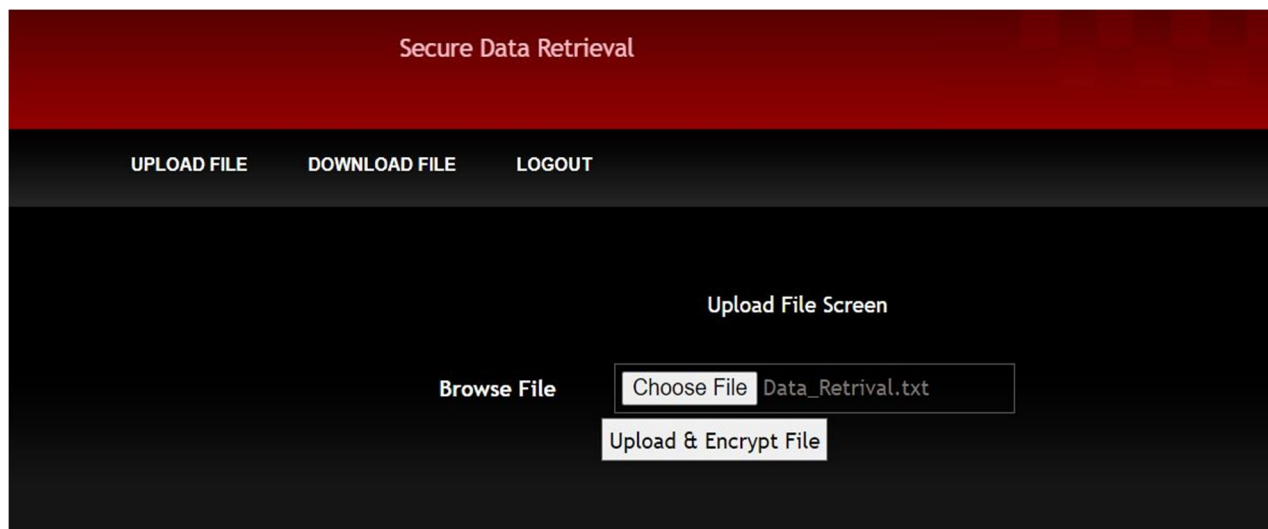 Secure Data Retrieval
UPLOAD FILE DOWNLOAD FILE LOGOUT
Upload File Screen
Browse File Choose File Data_Retrival.txt
Upload & Encrypt File